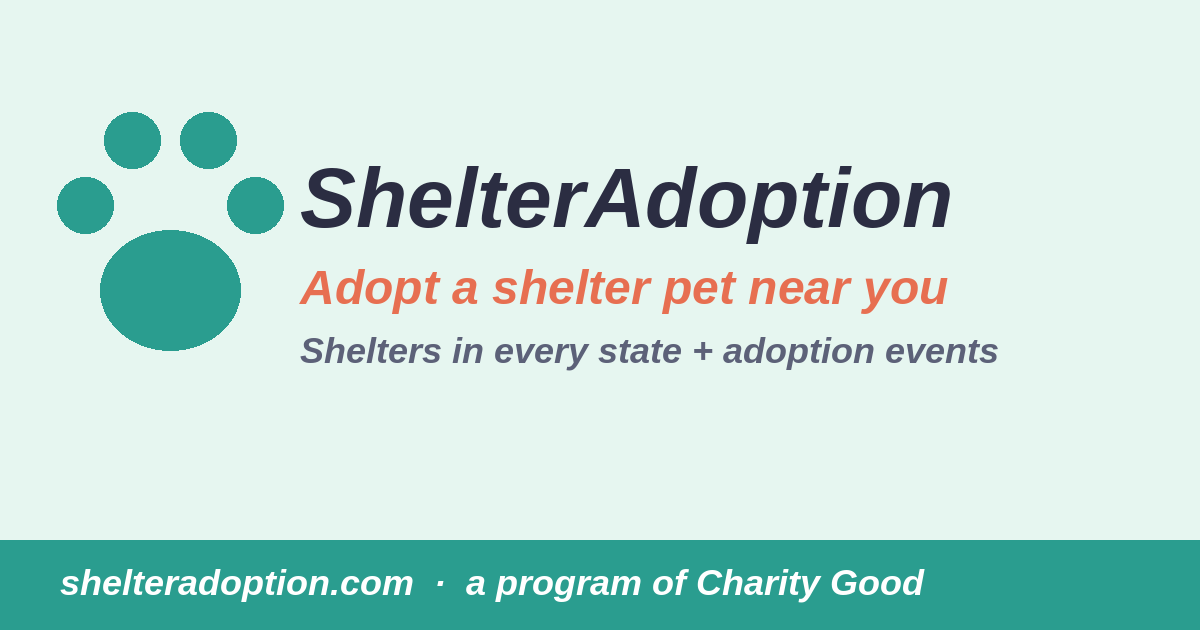 ShelterAdoption
Adopt a shelter pet near you
Shelters in every state + adoption events
shelteradoption.com · a program of Charity Good